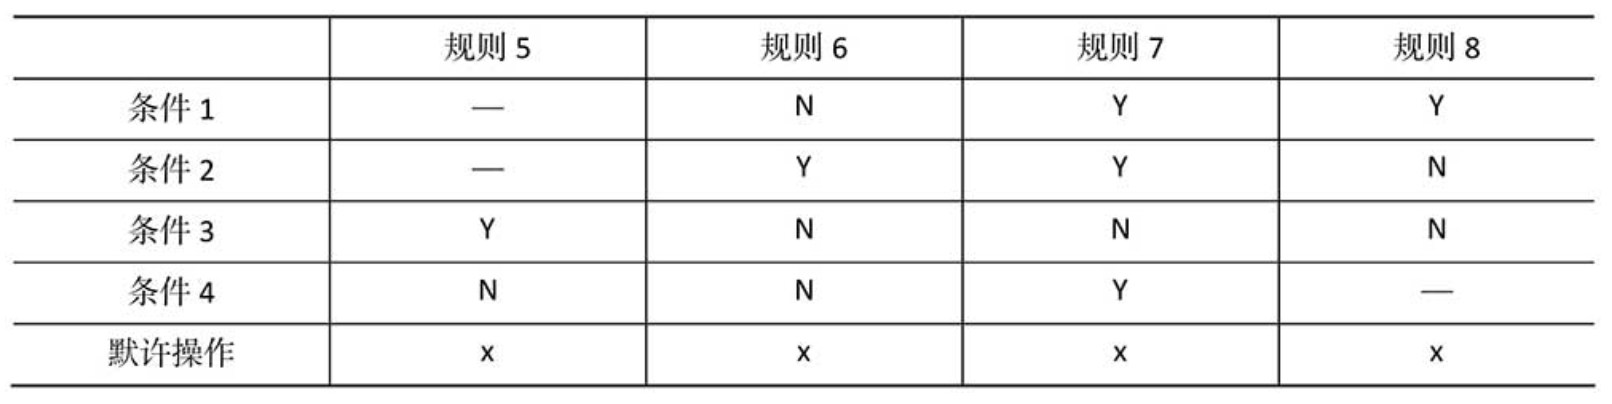 规则 5 规则 6 规则 7 规则 8
条件 1 — N Y Y
条件 2 — Y Y N
条件 3 Y N N N
条件 4 N N Y —
默许操作 x x x x